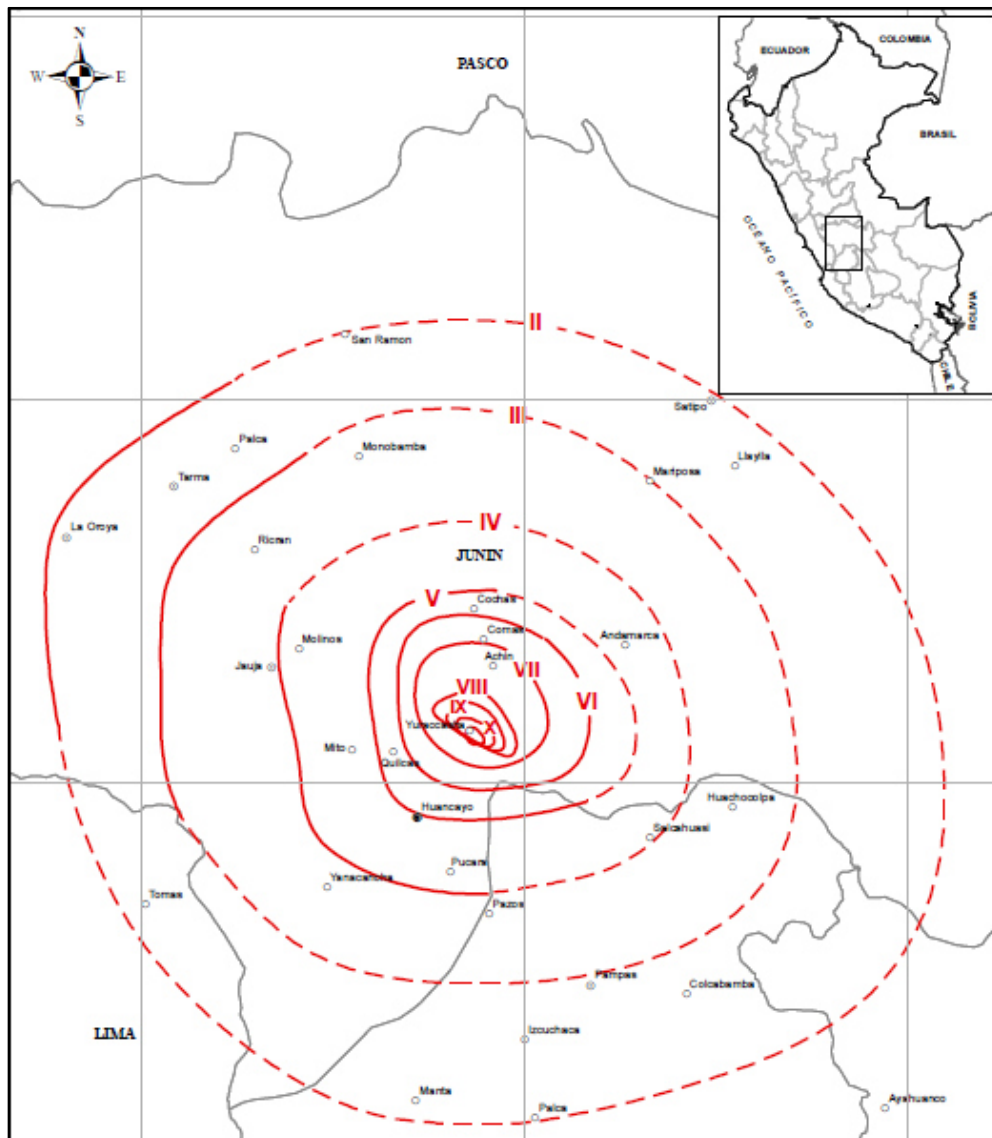 N
W E
S
PASCO
ECUADOR
COLOMBIA
BRASIL
OCEANO PACÍFICO
BOLIVIA
CHILE
II
San Ramon
Satipo
III
Palca
Monobamba
Llaylla
Mariposa
Tarma
La Oroya
IV
Ricran
JUNIN
V
Cochas
Comas
Andamarca
Molinos
Jauja
Achin
VII
VIII
VI
IX
X
Mito
Quilcas
Huancayo
Huachocolpa
Salcahuasi
Pucara
Yanacancha
Tomas
Pazos
Pampas
Colcabamba
LIMA
Izcuchaca
Manta
Palca
Ayahuanco